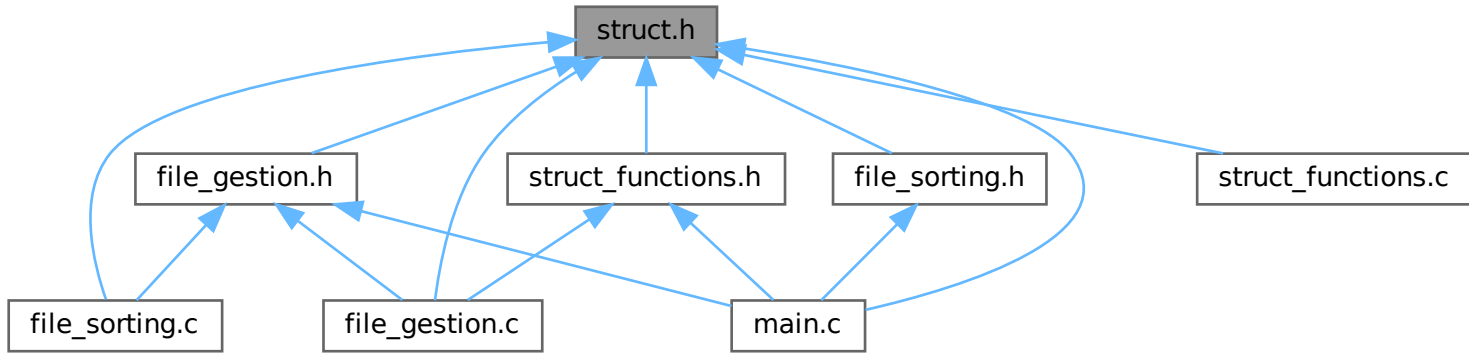 struct.h
file_gestion.h
struct_functions.h
file_sorting.h
struct_functions.c
file_sorting.c
file_gestion.c
main.c